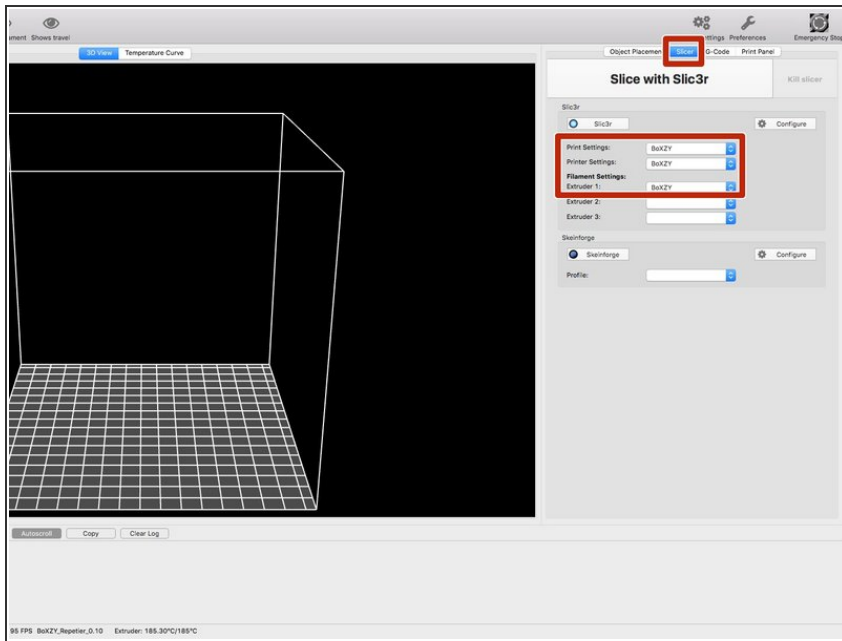 ment Shows travel
ttings Preferences Emergency Stop
3D View Temperature Curve
Object Placemen Slicer G-Code Print Panel
Slice with Slic3r Kill slicer
Slic3r
Slic3r Configure
Print Settings: BoXZY
Printer Settings: BoXZY
Filament Settings:
Extruder 1: BoXZY
Extruder 2:
Extruder 3:
Skeinforge
Skeinforge Configure
Profile:
Autoscroll Copy Clear Log
95 FPS BoXZY_Repetier_0.10 Extruder: 185.30°C/185°C